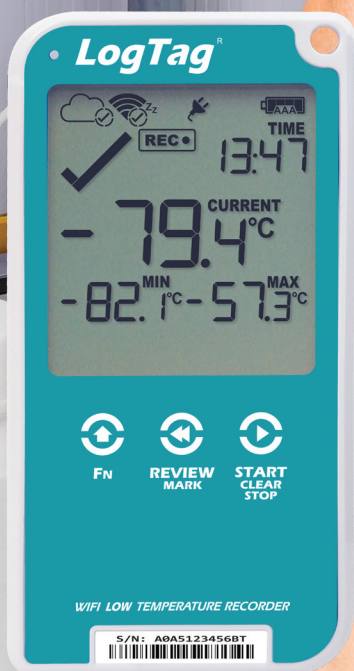 LogTag®
zz
AAA
REC
TIME
13:47
CURRENT
-79.4°C
MIN MAX
-82.1°C -57.3°C
FN REVIEW START
MARK CLEAR
STOP
WIFI LOW TEMPERATURE RECORDER
S/N: A0A5123456BT